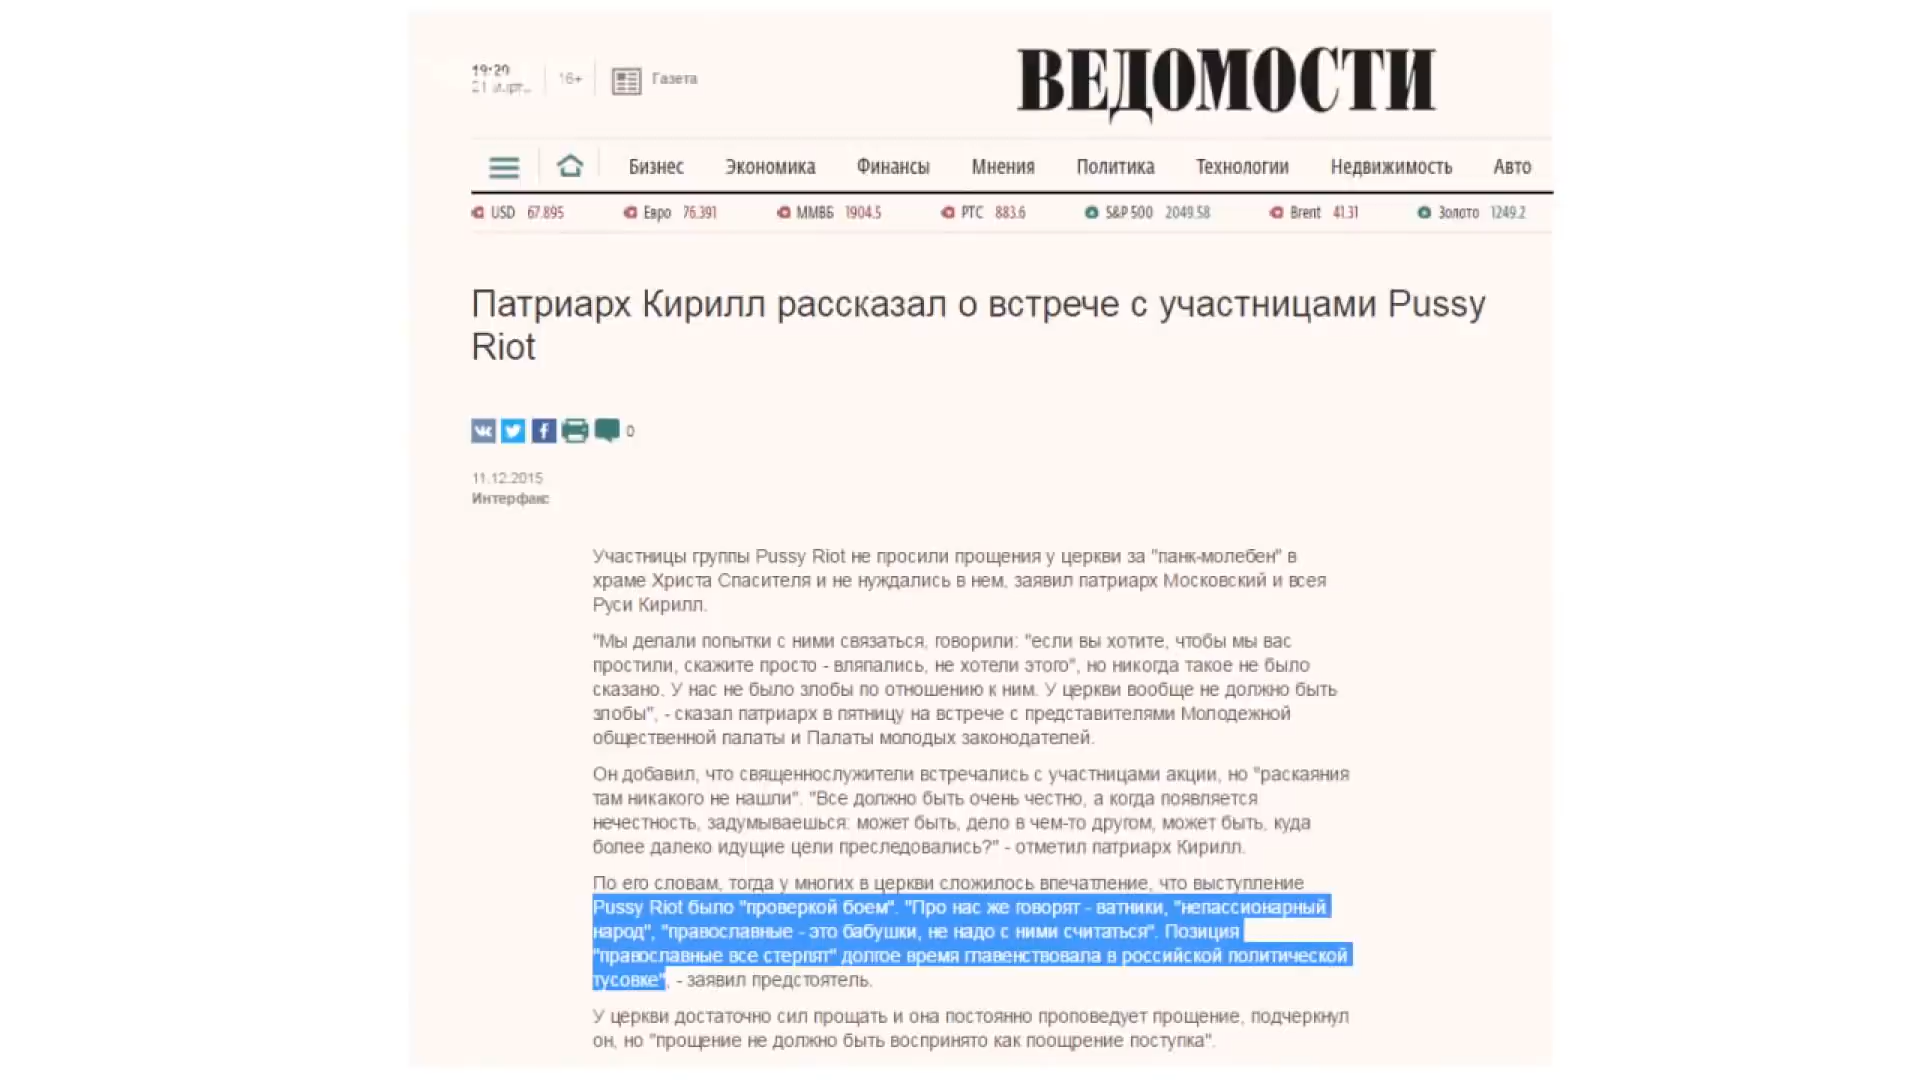 19:20
ВЕДОМОСТИ
16+
Газета
21 март...
Бизнес Экономика Финансы Мнения Политика Технологии Недвижимость Авто
USD 67.895 Евро 76.391 ММВБ 1904.5 РТС 883.6 S&P 500 2049.58 Brent 41.31 Золото 1249.2
Патриарх Кирилл рассказал о встрече с участницами Pussy
Riot
0
11.12.2015
Интерфакс
Участницы группы Pussy Riot не просили прощения у церкви за "панк-молебен" в
храме Христа Спасителя и не нуждались в нем, заявил патриарх Московский и всея
Руси Кирилл.
"Мы делали попытки с ними связаться, говорили: "если вы хотите, чтобы мы вас
простили, скажите просто - вляпались, не хотели этого", но никогда такое не было
сказано. У нас не было злобы по отношению к ним. У церкви вообще не должно быть
злобы", - сказал патриарх в пятницу на встрече с представителями Молодежной
общественной палаты и Палаты молодых законодателей.
Он добавил, что священнослужители встречались с участницами акции, но "раскаяния
там никакого не нашли". "Все должно быть очень честно, а когда появляется
нечестность, задумываешься: может быть, дело в чем-то другом, может быть, куда
более далеко идущие цели преследовались?" - отметил патриарх Кирилл.
По его словам, тогда у многих в церкви сложилось впечатление, что выступление
Pussy Riot было "проверкой боем". "Про нас же говорят - ватники, "непассионарный
народ", "православные - это бабушки, не надо с ними считаться". Позиция
"православные все стерпят" долгое время главенствовала в российской политической
тусовке", - заявил предстоятель.
У церкви достаточно сил прощать и она постоянно проповедует прощение, подчеркнул
он, но "прощение не должно быть воспринято как поощрение поступка".